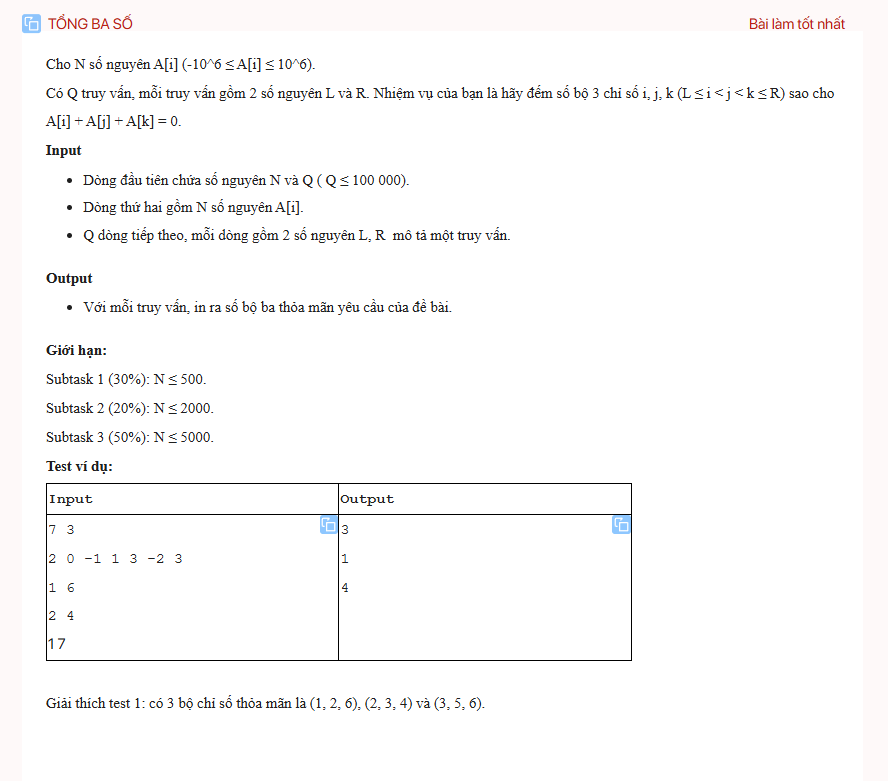 TỔNG BA SỐ Bài làm tốt nhất
Cho N số nguyên A[i] (-10^6 ≤ A[i] ≤ 10^6).
Có Q truy vấn, mỗi truy vấn gồm 2 số nguyên L và R. Nhiệm vụ của bạn là hãy đếm số bộ 3 chỉ số i, j, k (L ≤ i < j < k ≤ R) sao cho
A[i] + A[j] + A[k] = 0.
Input
• Dòng đầu tiên chứa số nguyên N và Q ( Q ≤ 100 000).
• Dòng thứ hai gồm N số nguyên A[i].
• Q dòng tiếp theo, mỗi dòng gồm 2 số nguyên L, R mô tả một truy vấn.
Output
• Với mỗi truy vấn, in ra số bộ ba thỏa mãn yêu cầu của đề bài.
Giới hạn:
Subtask 1 (30%): N ≤ 500.
Subtask 2 (20%): N ≤ 2000.
Subtask 3 (50%): N ≤ 5000.
Test ví dụ:
Input Output
7 3 3
2 0 -1 1 3 -2 3 1
1 6 4
2 4
1 7
Giải thích test 1: có 3 bộ chỉ số thỏa mãn là (1, 2, 6), (2, 3, 4) và (3, 5, 6).